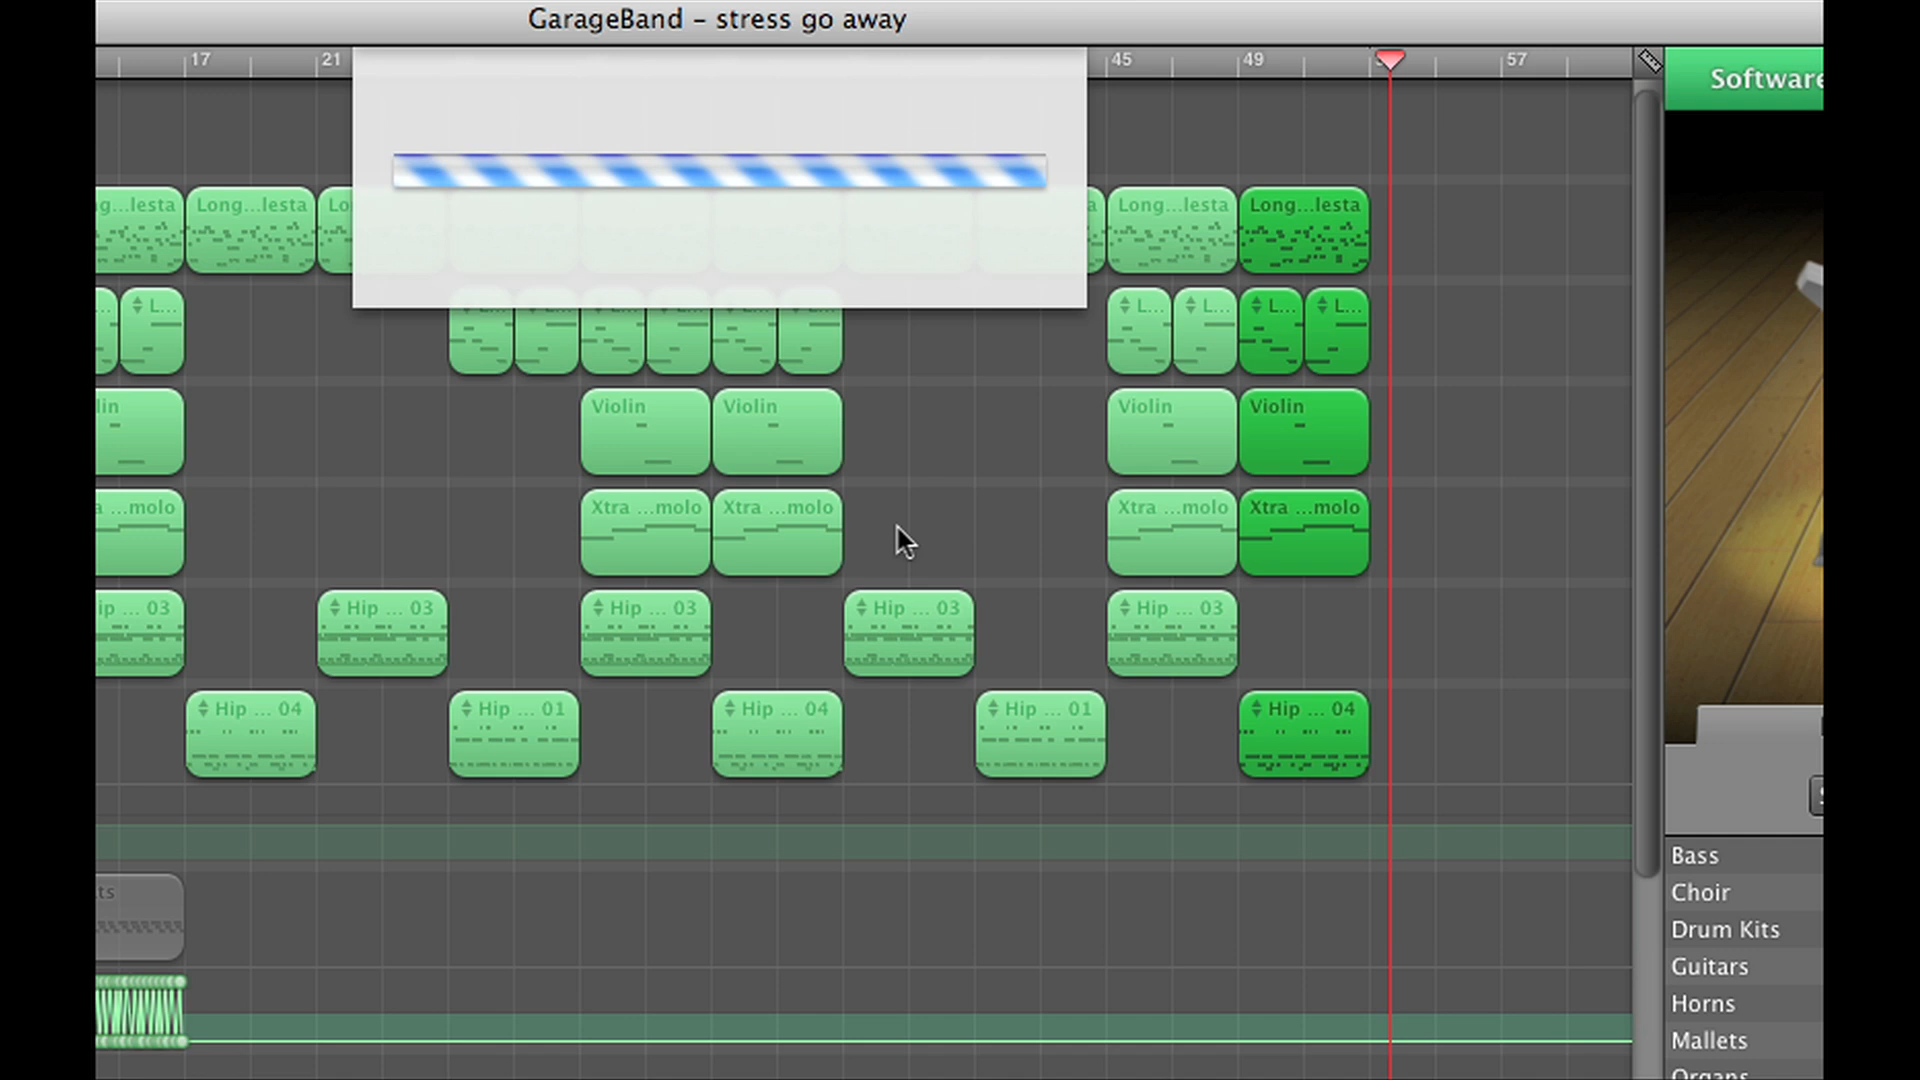 GarageBand – stress go away
17 21 45 49 57
Software
g...lesta Long...lesta Lo a Long...lesta Long...lesta
... L... L... L... L... L... L... L... L... L... L... L...
lin Violin Violin Violin Violin
a ...molo Xtra ...molo Xtra ...molo Xtra ...molo Xtra ...molo
ip ... 03 Hip ... 03 Hip ... 03 Hip ... 03 Hip ... 03
Hip ... 04 Hip ... 01 Hip ... 04 Hip ... 01 Hip ... 04
Bass
ts
Choir
Drum Kits
Guitars
Horns
Mallets
Organs